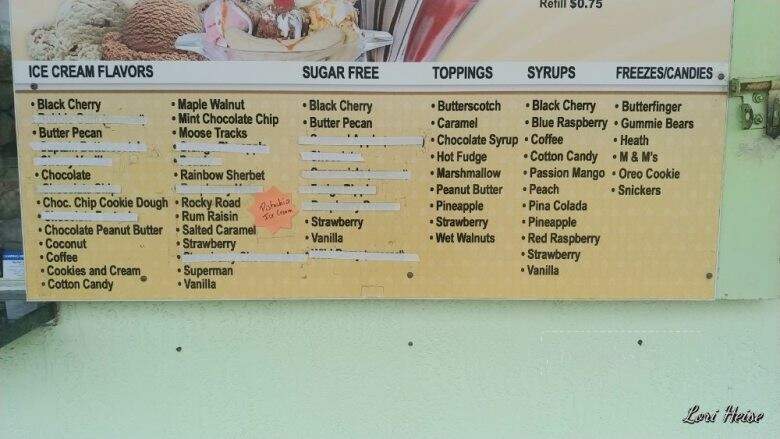 Refill $0.75
ICE CREAM FLAVORS
• Black Cherry
• Butter Pecan
• Chocolate
• Choc. Chip Cookie Dough
• Chocolate Peanut Butter
• Coconut
• Coffee
• Cookies and Cream
• Cotton Candy
• Maple Walnut
• Mint Chocolate Chip
• Moose Tracks
• Rainbow Sherbet
• Rocky Road
• Rum Raisin
• Salted Caramel
• Strawberry
• Superman
• Vanilla
Pistachio
Ice Cream
SUGAR FREE
• Black Cherry
• Butter Pecan
• Strawberry
• Vanilla
TOPPINGS
• Butterscotch
• Caramel
• Chocolate Syrup
• Hot Fudge
• Marshmallow
• Peanut Butter
• Pineapple
• Strawberry
• Wet Walnuts
SYRUPS
• Black Cherry
• Blue Raspberry
• Coffee
• Cotton Candy
• Passion Mango
• Peach
• Pina Colada
• Pineapple
• Red Raspberry
• Strawberry
• Vanilla
FREEZES/CANDIES
• Butterfinger
• Gummie Bears
• Heath
• M & M's
• Oreo Cookie
• Snickers
Lori Heise